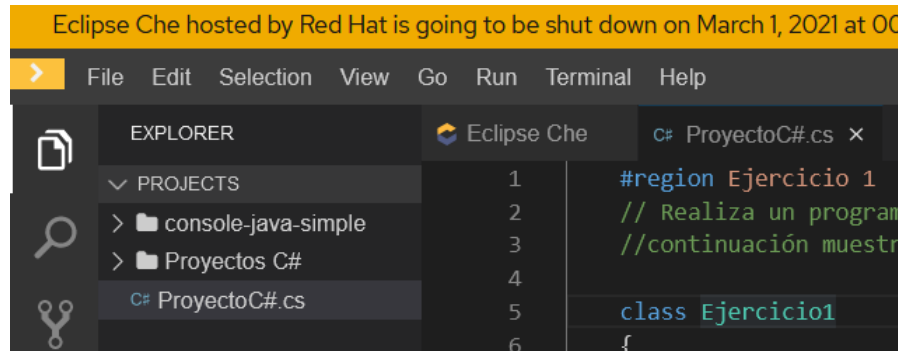 Eclipse Che hosted by Red Hat is going to be shut down on March 1, 2021 at 00
File Edit Selection View Go Run Terminal Help
EXPLORER
PROJECTS
console-java-simple
Proyectos C#
C# ProyectoC#.cs
Eclipse Che
C# ProyectoC#.cs ×
1 #region Ejercicio 1
2 // Realiza un program
3 //continuación muestr
4
5 class Ejercicio1
6 {